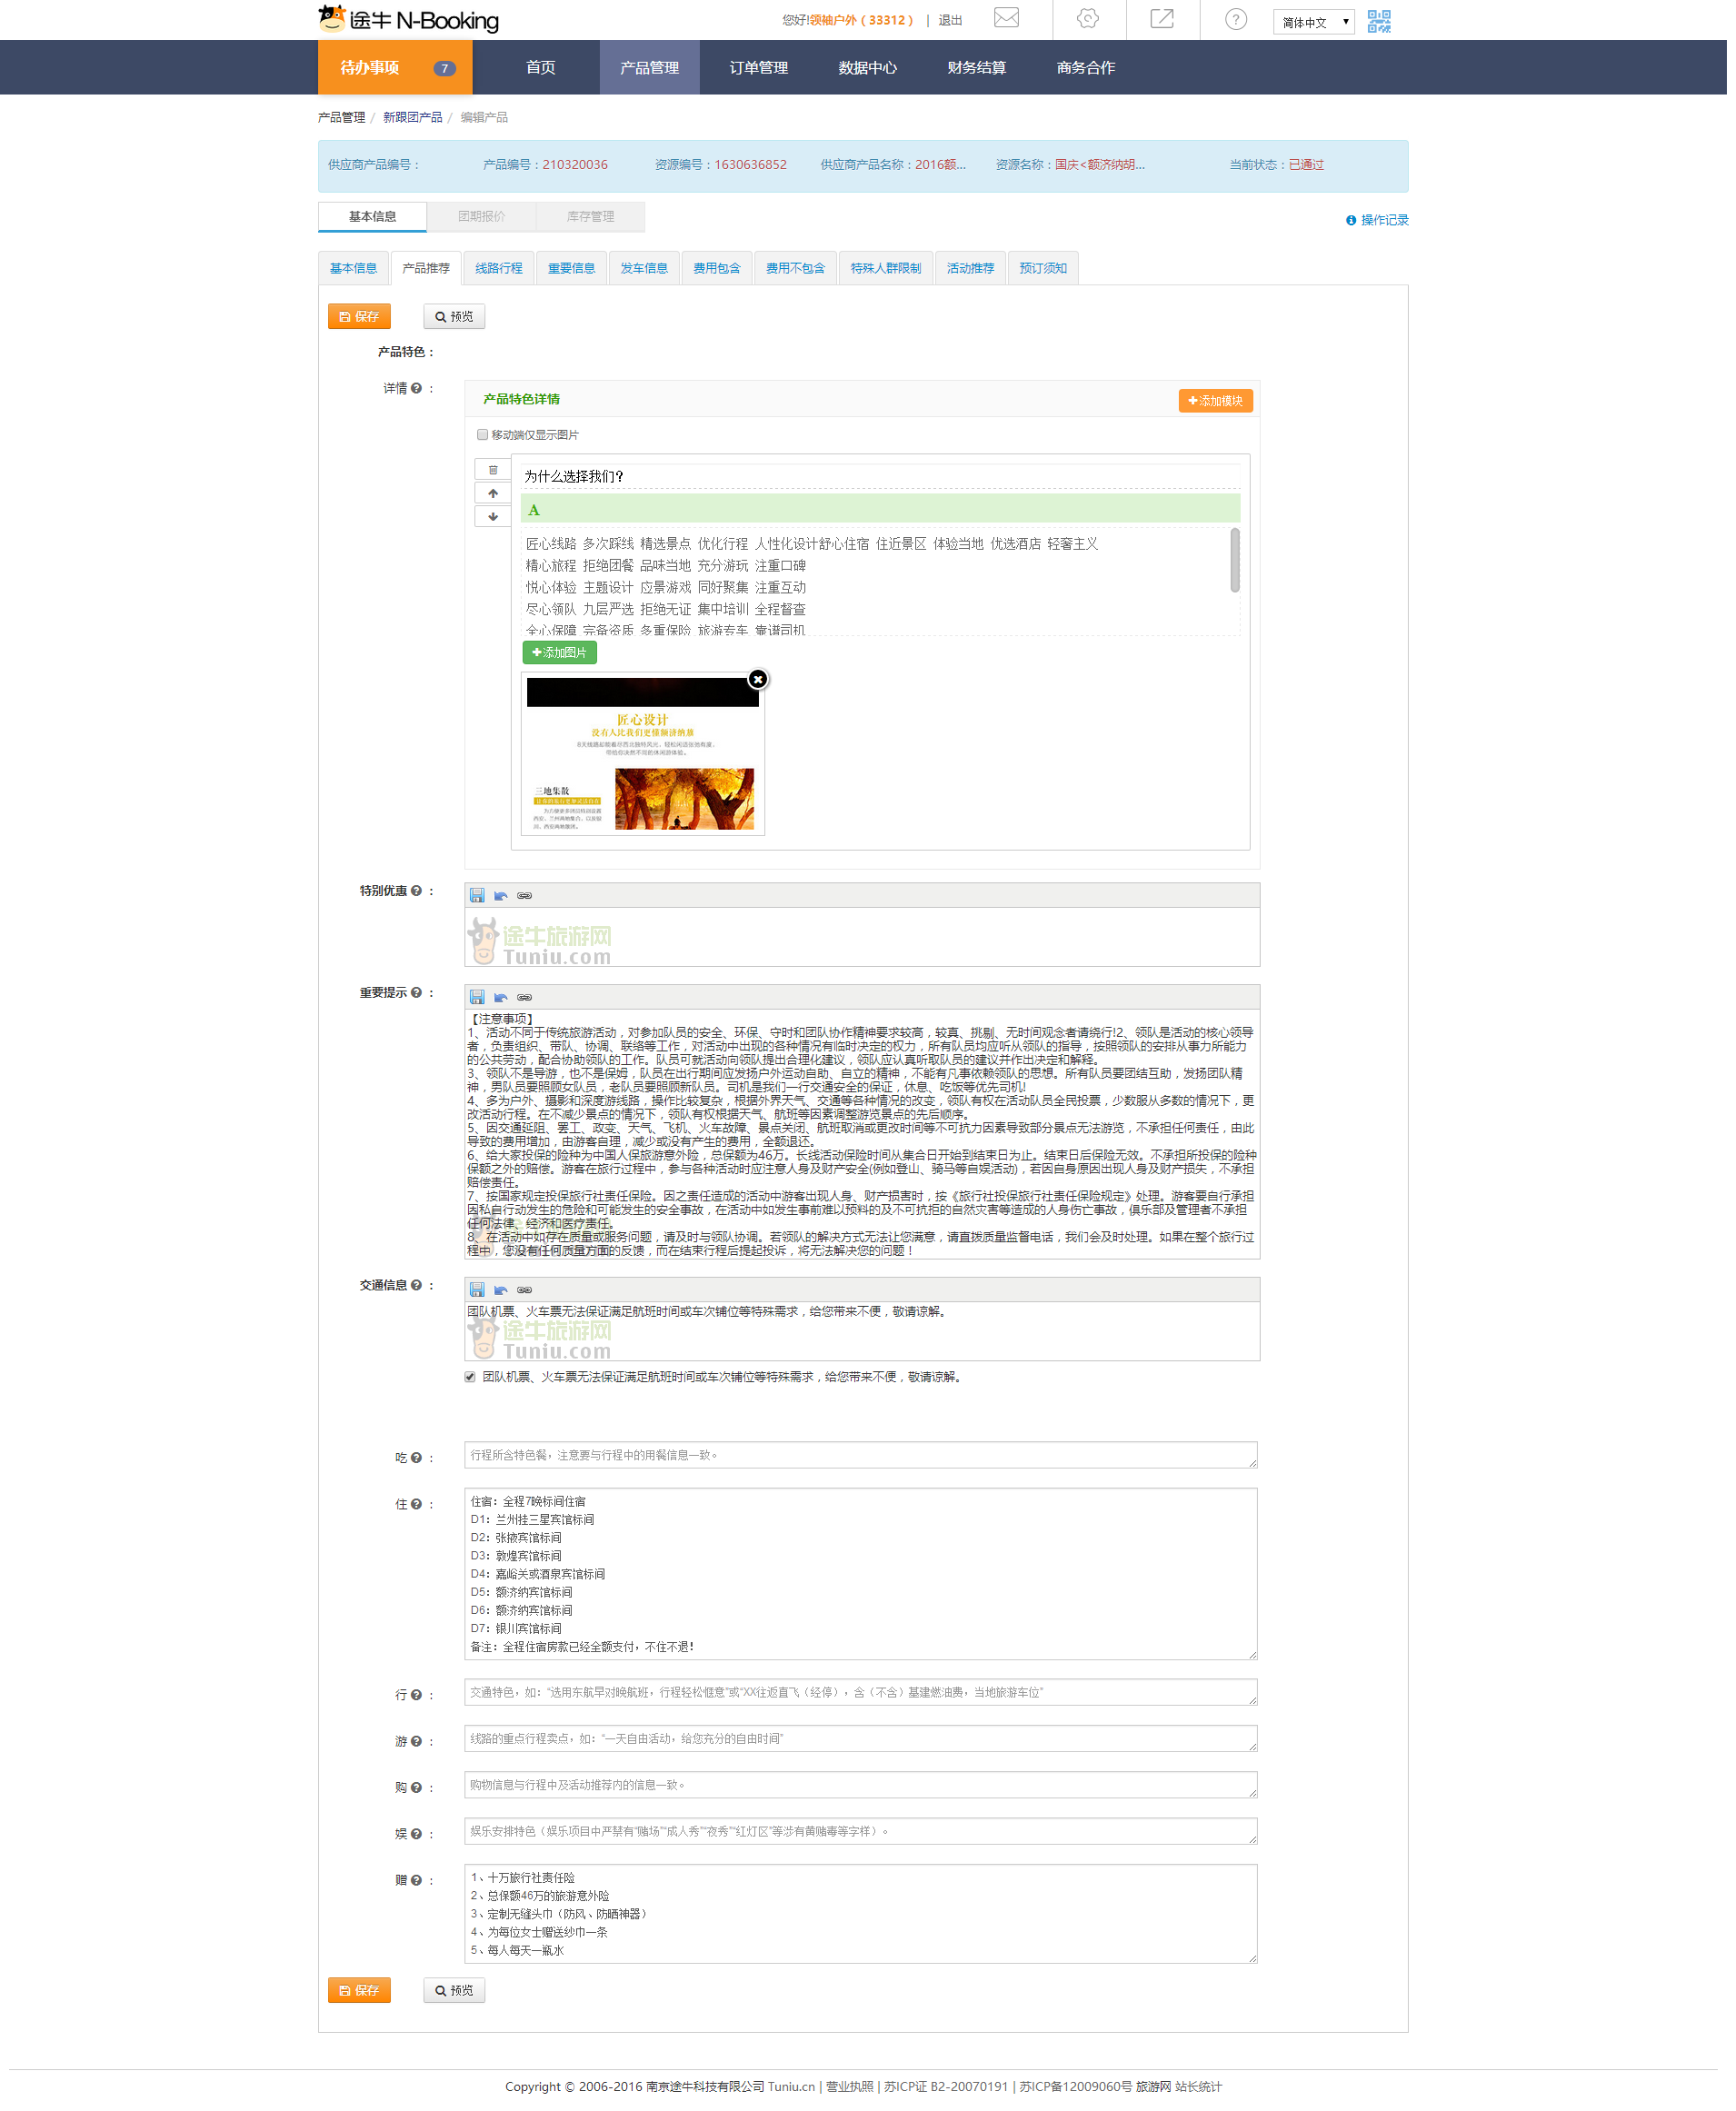 途牛 N-Booking
您好!领袖户外（33312） | 退出
简体中文
待办事项 7 首页 产品管理 订单管理 数据中心 财务结算 商务合作
产品管理 / 新跟团产品 / 编辑产品
供应商产品编号： 产品编号：210320036 资源编号：1630636852 供应商产品名称：2016额... 资源名称：国庆<额济纳胡... 当前状态：已通过
基本信息 团期报价 库存管理 操作记录
基本信息 产品推荐 线路行程 重要信息 发车信息 费用包含 费用不包含 特殊人群限制 活动推荐 预订须知
保存 预览
产品特色：
详情：
产品特色详情 添加模块
移动端仅显示图片
为什么选择我们？
A
匠心线路 多次踩线 精选景点 优化行程 人性化设计舒心住宿 住近景区 体验当地 优选酒店 轻奢主义
精心旅程 拒绝团餐 品味当地 充分游玩 注重口碑
悦心体验 主题设计 应景游戏 同好聚集 注重互动
尽心领队 九层严选 拒绝无证 集中培训 全程督查
全心保障 完备资质 多重保险 旅游专车 靠谱司机
添加图片
匠心设计
没有人比我们更懂额济纳旗
三地集散
特别优惠：
途牛旅游网
Tuniu.com
重要提示：
【注意事项】
1、活动不同于传统旅游活动，对参加队员的安全、环保、守时和团队协作精神要求较高，较真、挑剔、无时间观念者请绕行!2、领队是活动的核心领导
者，负责组织、带队、协调、联络等工作，对活动中出现的各种情况有临时决定的权力，所有队员均应听从领队的指导，按照领队的安排从事力所能力
的公共劳动，配合协助领队的工作。队员可就活动向领队提出合理化建议，领队应认真听取队员的建议并作出决定和解释。
3、领队不是导游，也不是保姆，队员在出行期间应发扬户外运动自助、自立的精神，不能有凡事依赖领队的思想。所有队员要团结互助，发扬团队精
神，男队员要照顾女队员，老队员要照顾新队员。司机是我们一行交通安全的保证，休息、吃饭等优先司机!
4、多为户外、摄影和深度游线路，操作比较复杂，根据外界天气、交通等各种情况的改变，领队有权在活动队员全民投票，少数服从多数的情况下，更
改活动行程。在不减少景点的情况下，领队有权根据天气、航班等因素调整游览景点的先后顺序。
5、因交通延阻、罢工、政变、天气、飞机、火车故障、景点关闭、航班取消或更改时间等不可抗力因素导致部分景点无法游览，不承担任何责任，由此
导致的费用增加，由游客自理，减少或没有产生的费用，全额退还。
6、给大家投保的险种为中国人保旅游意外险，总保额为46万。长线活动保险时间从集合日开始到结束日为止。结束日后保险无效。不承担所投保的险种
保额之外的赔偿。游客在旅行过程中，参与各种活动时应注意人身及财产安全(例如登山、骑马等自娱活动)，若因自身原因出现人身及财产损失，不承担
赔偿责任。
7、按国家规定投保旅行社责任保险。因之责任造成的活动中游客出现人身、财产损害时，按《旅行社投保旅行社责任保险规定》处理。游客要自行承担
因私自行动发生的危险和可能发生的安全事故，在活动中如发生事前难以预料的及不可抗拒的自然灾害等造成的人身伤亡事故，俱乐部及管理者不承担
任何法律、经济和医疗责任。
8、在活动中如存在质量或服务问题，请及时与领队协调。若领队的解决方式无法让您满意，请直拨质量监督电话，我们会及时处理。如果在整个旅行过
程中，您没有任何质量方面的反馈，而在结束行程后提起投诉，将无法解决您的问题！
交通信息：
团队机票、火车票无法保证满足航班时间或车次铺位等特殊需求，给您带来不便，敬请谅解。
途牛旅游网
Tuniu.com
团队机票、火车票无法保证满足航班时间或车次铺位等特殊需求，给您带来不便，敬请谅解。
吃： 行程所含特色餐，注意要与行程中的用餐信息一致。
住： 住宿：全程7晚标间住宿
D1：兰州挂三星宾馆标间
D2：张掖宾馆标间
D3：敦煌宾馆标间
D4：嘉峪关或酒泉宾馆标间
D5：额济纳宾馆标间
D6：额济纳宾馆标间
D7：银川宾馆标间
备注：全程住宿房款已经全额支付，不住不退！
行： 交通特色，如：“选用东航早对晚航班，行程轻松惬意”或“XX往返直飞（经停），含（不含）基建燃油费，当地旅游车位”
游： 线路的重点行程卖点，如：“一天自由活动，给您充分的自由时间”
购： 购物信息与行程中及活动推荐内的信息一致。
娱： 娱乐安排特色（娱乐项目中严禁有“赌场”“成人秀”“夜秀”“红灯区”等涉有黄赌毒等字样）。
赠： 1、十万旅行社责任险
2、总保额46万的旅游意外险
3、定制无缝头巾（防风、防晒神器）
4、为每位女士赠送纱巾一条
5、每人每天一瓶水
保存 预览
Copyright © 2006-2016 南京途牛科技有限公司 Tuniu.cn | 营业执照 | 苏ICP证 B2-20070191 | 苏ICP备12009060号 旅游网 站长统计